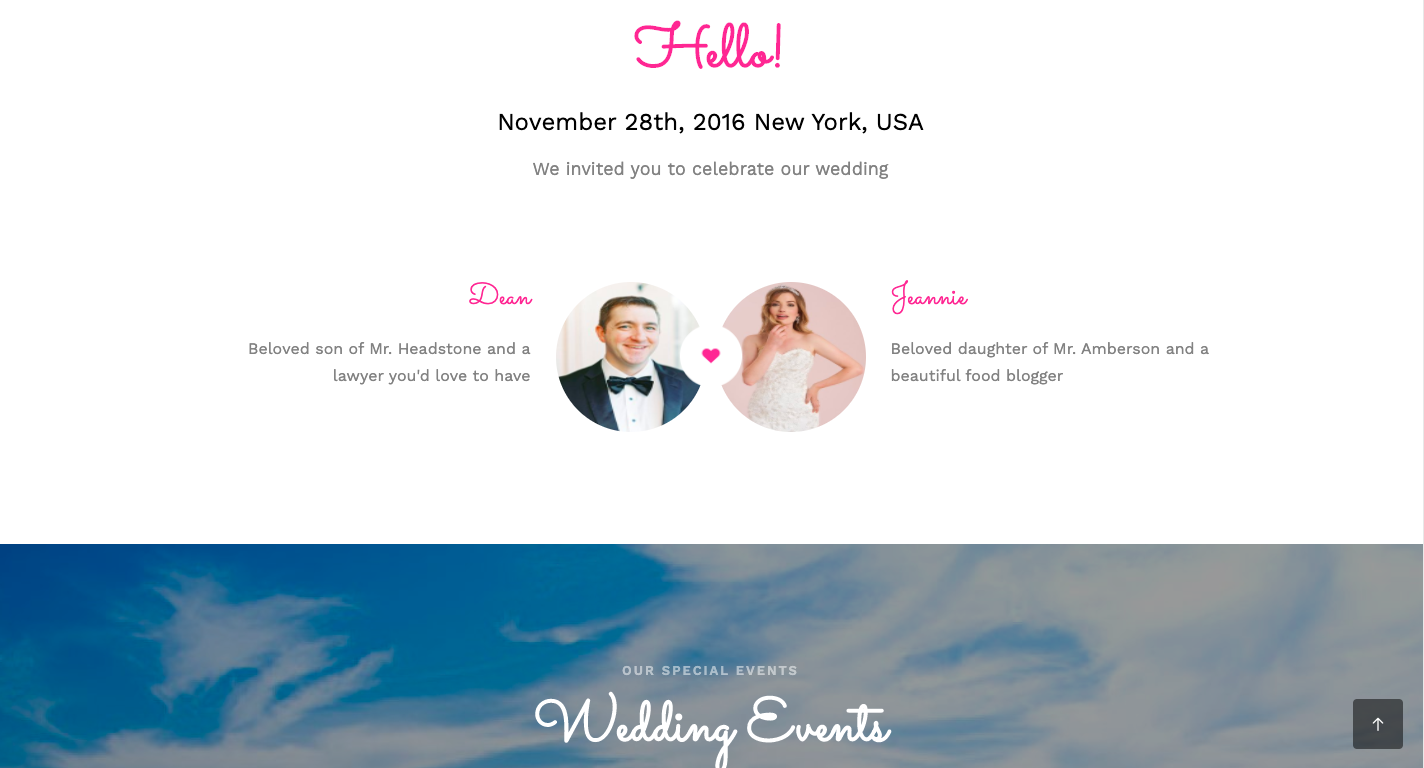 Hello!
November 28th, 2016 New York, USA
We invited you to celebrate our wedding
Dean
Beloved son of Mr. Headstone and a
lawyer you'd love to have
Jeannie
Beloved daughter of Mr. Amberson and a
beautiful food blogger
OUR SPECIAL EVENTS
Wedding Events